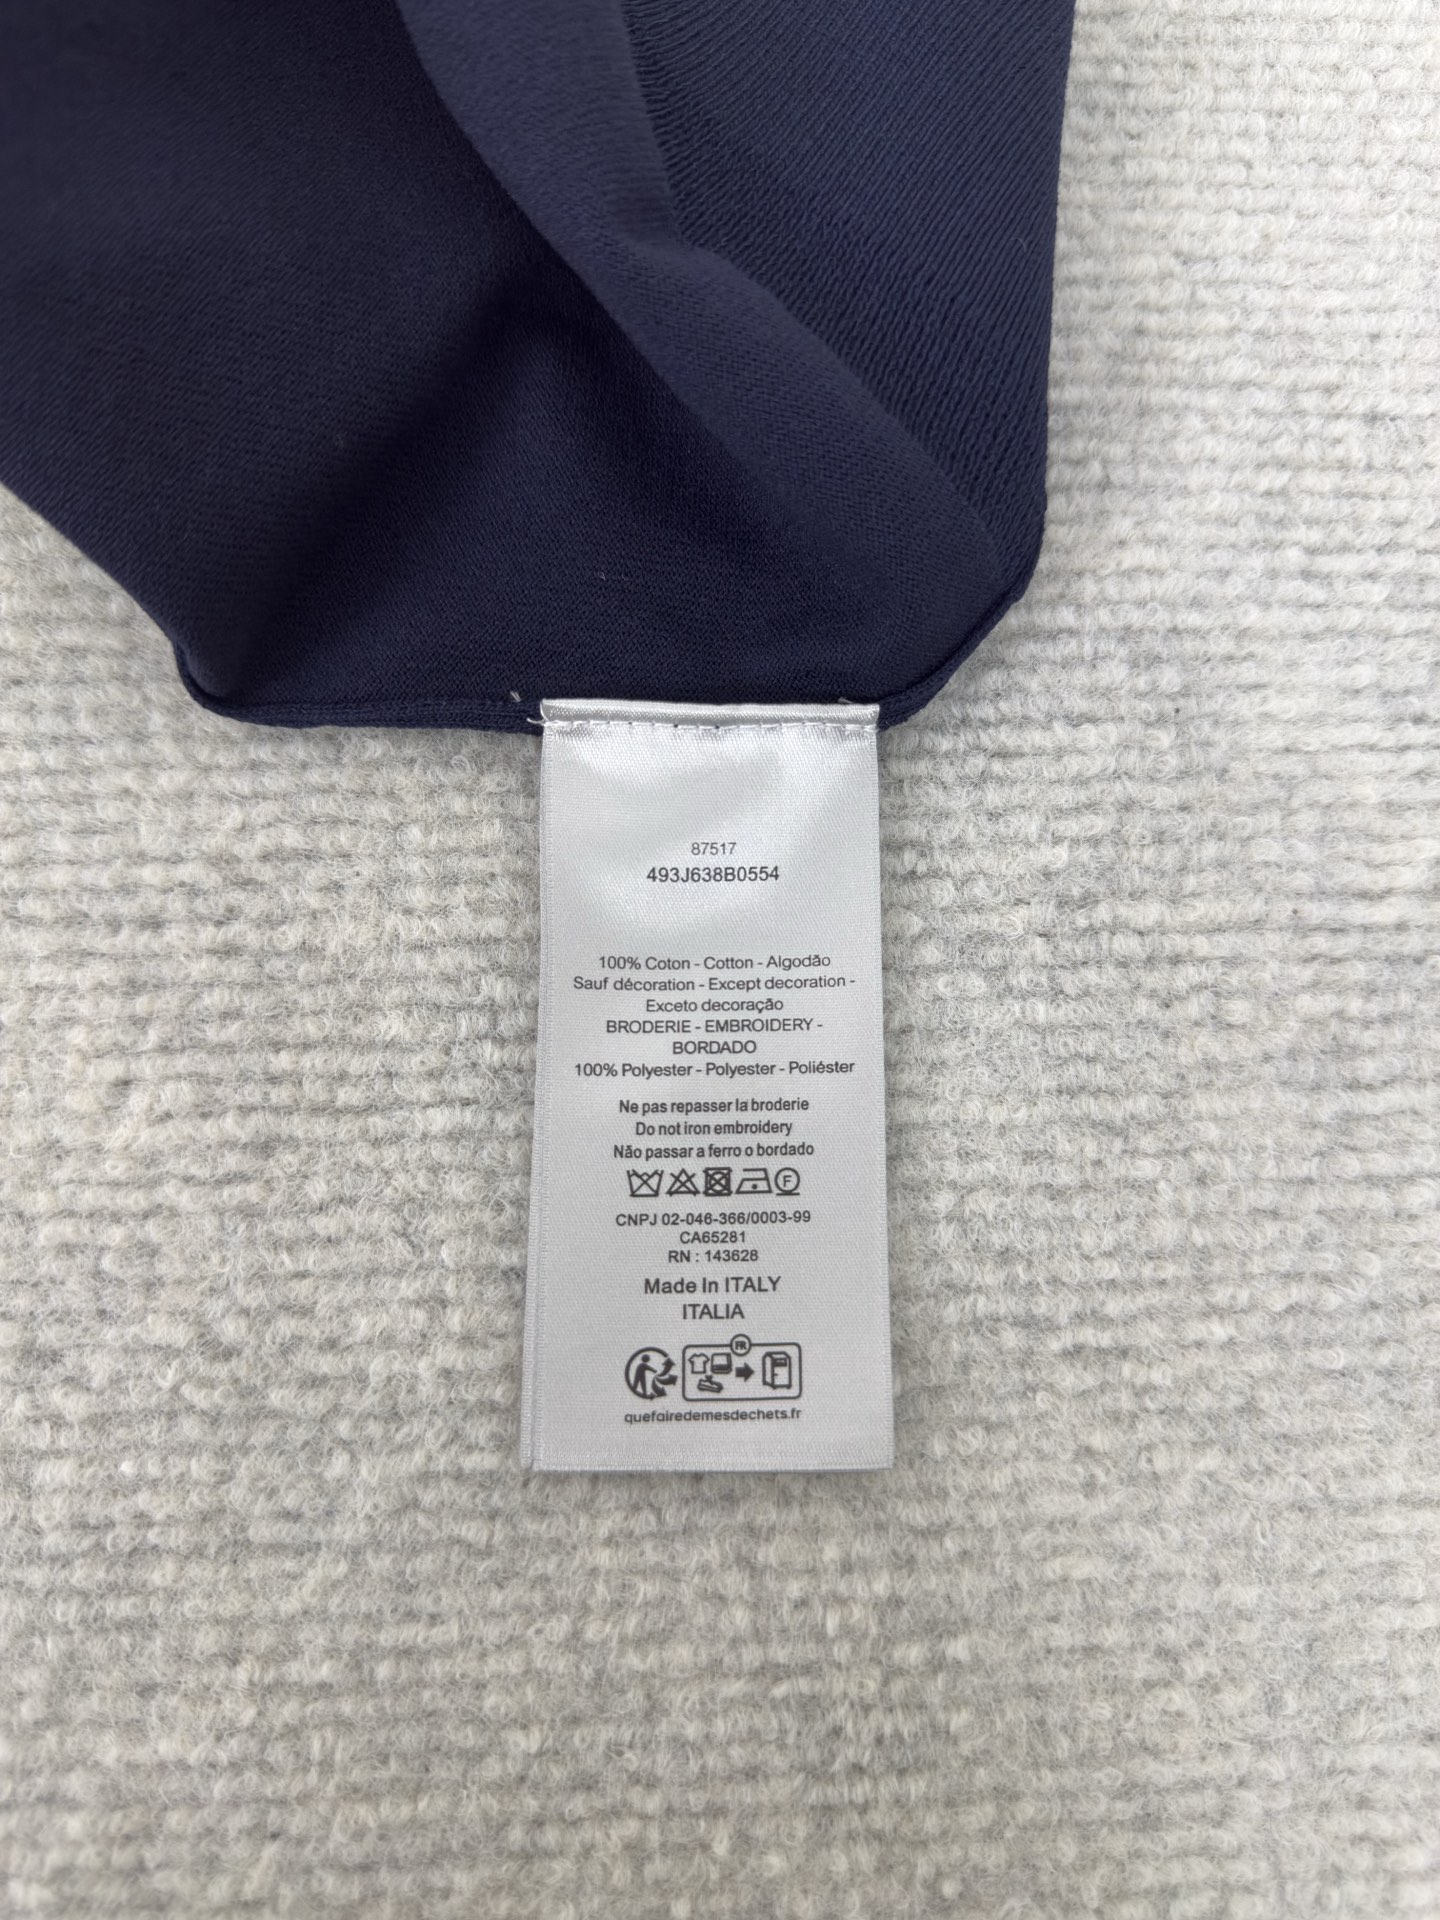 87517
493J638B0554
100% Coton - Cotton - Algodão
Sauf décoration - Except decoration -
Exceto decoração
BRODERIE - EMBROIDERY -
BORDADO
100% Polyester - Polyester - Poliéster
Ne pas repasser la broderie
Do not iron embroidery
Não passar a ferro o bordado
F
CNPJ 02-046-366/0003-99
CA65281
RN : 143628
Made In ITALY
ITALIA
FR
quefairedemesdechets.fr